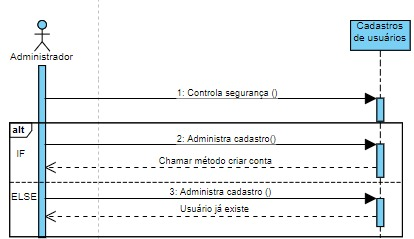 Cadastros
de usuários
Administrador
1: Controla segurança ()
alt
IF
2: Administra cadastro()
Chamar método criar conta
ELSE
3: Administra cadastro ()
Usuário já existe